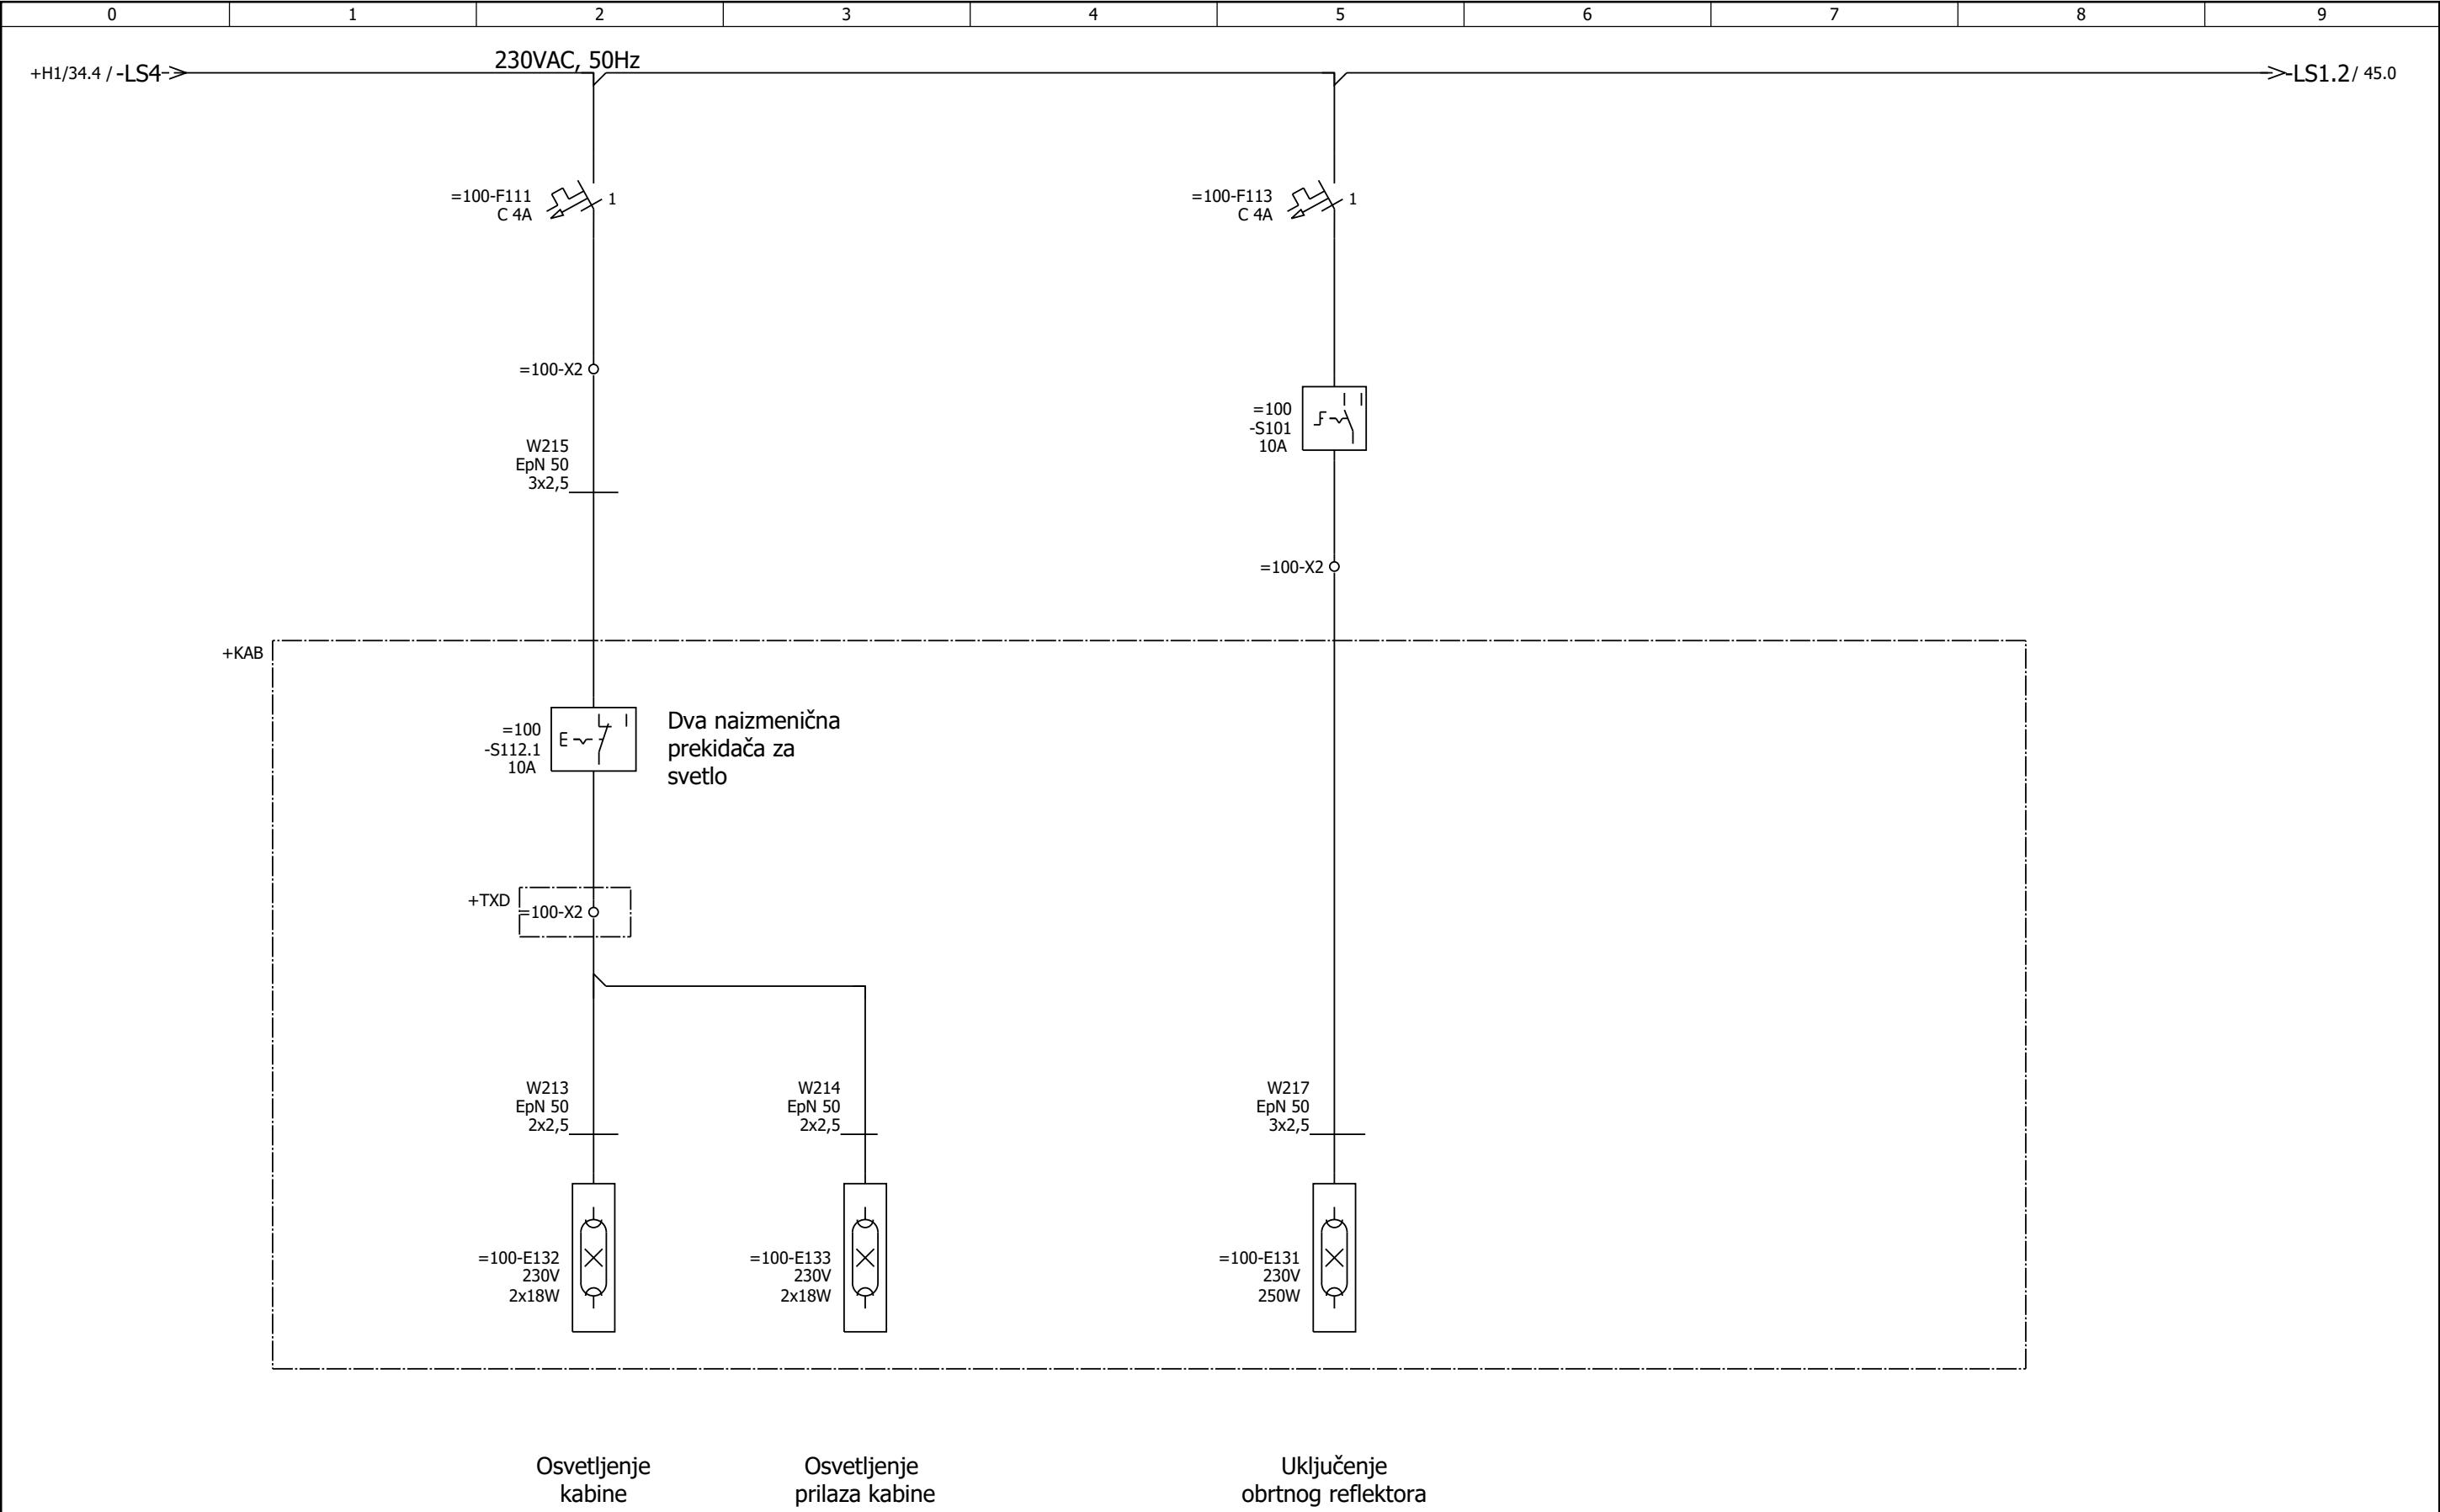 0 1 2 3 4 5 6 7 8 9
230VAC, 50Hz
+H1/34.4 / -LS4 -LS1.2 / 45.0
=100-F111
C 4A
1
=100-F113
C 4A
1
=100-X2
W215
EpN 50
3x2,5
=100
-S101
10A
=100-X2
+KAB
=100
-S112.1
10A
Dva naizmenična
prekidača za
svetlo
+TXD
=100-X2
W213
EpN 50
2x2,5
W214
EpN 50
2x2,5
W217
EpN 50
3x2,5
=100-E132
230V
2x18W
=100-E133
230V
2x18W
=100-E131
230V
250W
Osvetljenje
kabine
Osvetljenje
prilaza kabine
Uključenje
obrtnog reflektora